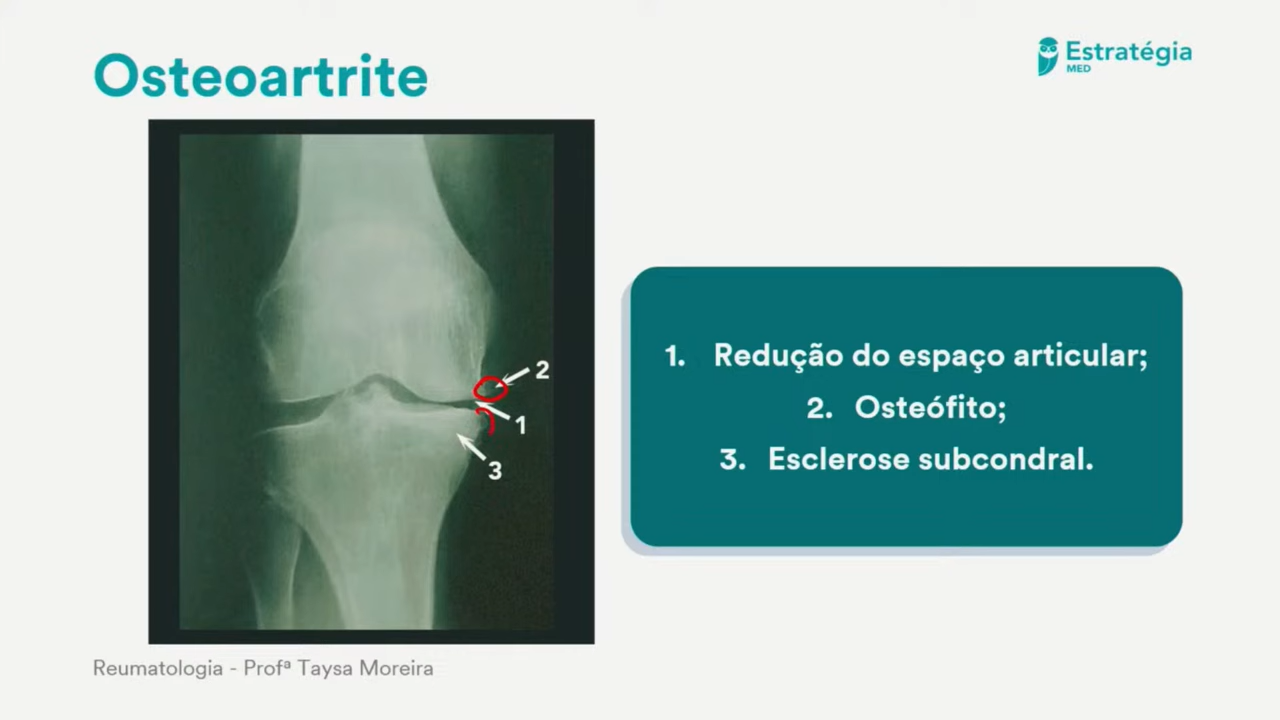 Osteoartrite
Estratégia
MED
2
1
3
1. Redução do espaço articular;
2. Osteófito;
3. Esclerose subcondral.
Reumatologia - Profª Taysa Moreira